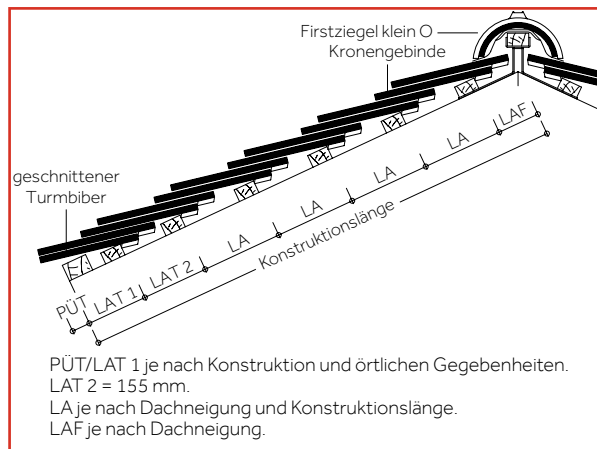 Firstziegel klein O
Kronengebinde
geschnittener
Turmbiber
PÜT
LAT 1
LAT 2
LA
LA
LA
LA
LAF
Konstruktionslänge
PÜT/LAT 1 je nach Konstruktion und örtlichen Gegebenheiten.
LAT 2 = 155 mm.
LA je nach Dachneigung und Konstruktionslänge.
LAF je nach Dachneigung.